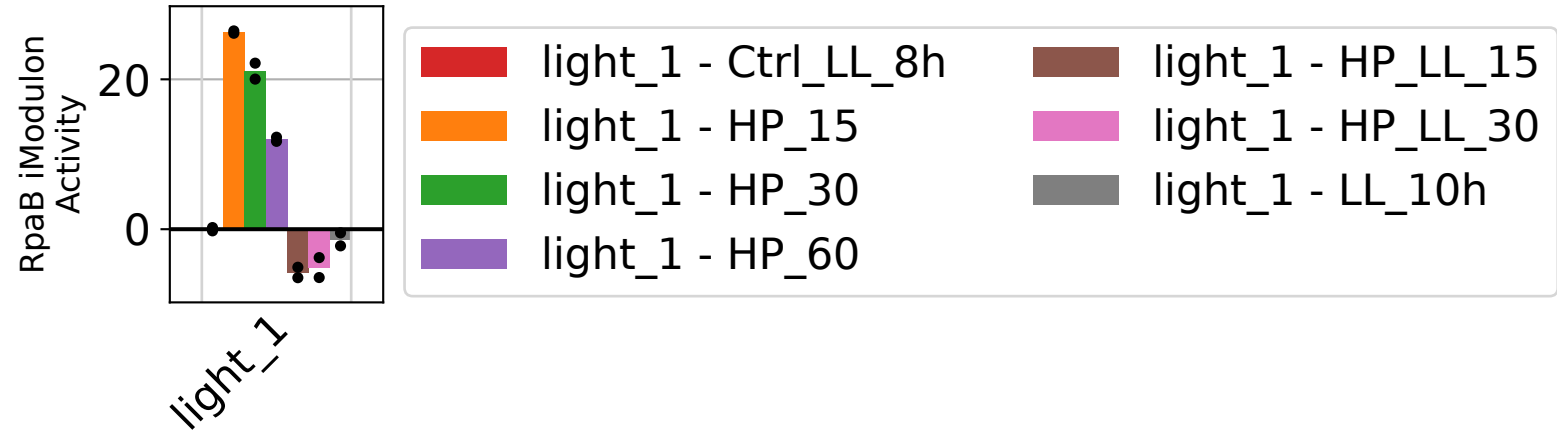 RpaB iModulon
Activity
20
0
light_1
light_1 - Ctrl_LL_8h
light_1 - HP_15
light_1 - HP_30
light_1 - HP_60
light_1 - HP_LL_15
light_1 - HP_LL_30
light_1 - LL_10h